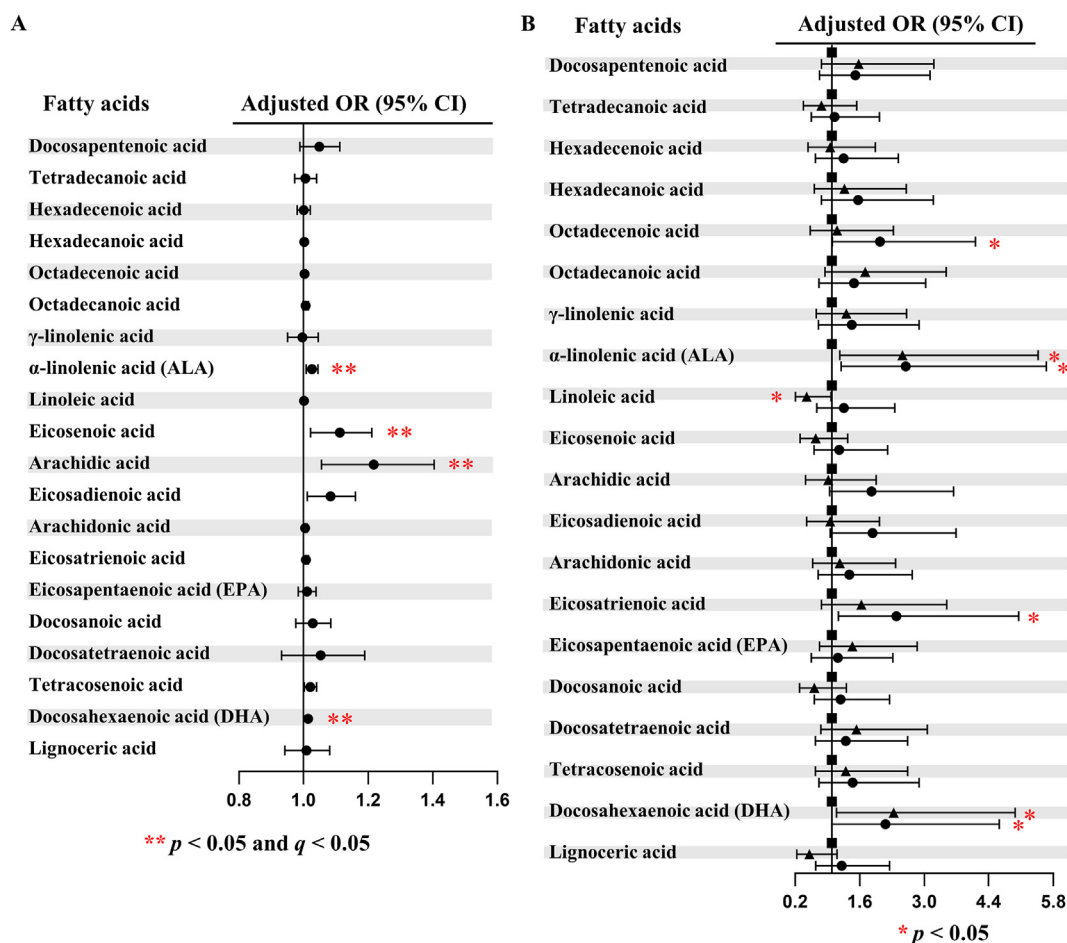 A
Fatty acids Adjusted OR (95% CI)
Docosapentenoic acid
Tetradecanoic acid
Hexadecenoic acid
Hexadecanoic acid
Octadecenoic acid
Octadecanoic acid
γ-linolenic acid
α-linolenic acid (ALA) **
Linoleic acid
Eicosenoic acid **
Arachidic acid **
Eicosadienoic acid
Arachidonic acid
Eicosatrienoic acid
Eicosapentaenoic acid (EPA)
Docosanoic acid
Docosatetraenoic acid
Tetracosenoic acid
Docosahexaenoic acid (DHA) **
Lignoceric acid
0.8 1.0 1.2 1.4 1.6
** p < 0.05 and q < 0.05
B Fatty acids Adjusted OR (95% CI)
Docosapentenoic acid
Tetradecanoic acid
Hexadecenoic acid
Hexadecanoic acid
Octadecenoic acid
*
Octadecanoic acid
γ-linolenic acid
α-linolenic acid (ALA) *
*
Linoleic acid *
Eicosenoic acid
Arachidic acid
Eicosadienoic acid
Arachidonic acid
Eicosatrienoic acid
*
Eicosapentaenoic acid (EPA)
Docosanoic acid
Docosatetraenoic acid
Tetracosenoic acid
Docosahexaenoic acid (DHA) *
*
Lignoceric acid
0.2 1.6 3.0 4.4 5.8
* p < 0.05